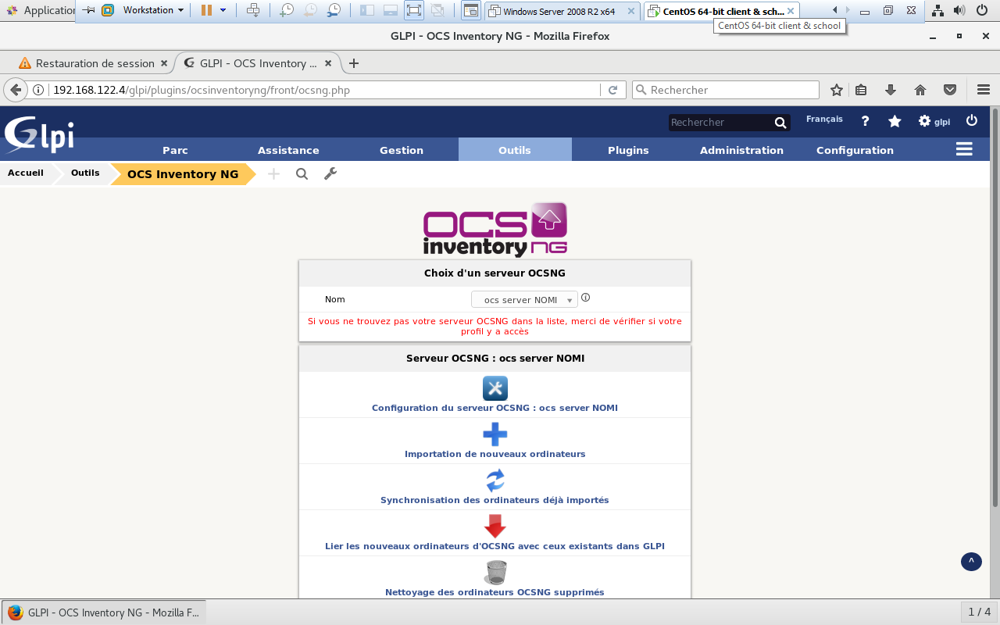 Application
Workstation
Windows Server 2008 R2 x64
CentOS 64-bit client & sch...
CentOS 64-bit client & school
GLPI - OCS Inventory NG - Mozilla Firefox
Restauration de session
GLPI - OCS Inventory ...
192.168.122.4/glpi/plugins/ocsinventoryng/front/ocsng.php
Rechercher
Glpi
Rechercher
Français
?
glpi
Parc
Assistance
Gestion
Outils
Plugins
Administration
Configuration
Accueil
Outils
OCS Inventory NG
OCS
inventory NG
Choix d'un serveur OCSNG
Nom
ocs server NOMI
Si vous ne trouvez pas votre serveur OCSNG dans la liste, merci de vérifier si votre
profil y a accès
Serveur OCSNG : ocs server NOMI
Configuration du serveur OCSNG : ocs server NOMI
Importation de nouveaux ordinateurs
Synchronisation des ordinateurs déjà importés
Lier les nouveaux ordinateurs d'OCSNG avec ceux existants dans GLPI
Nettoyage des ordinateurs OCSNG supprimés
^
GLPI - OCS Inventory NG - Mozilla F...
1 / 4